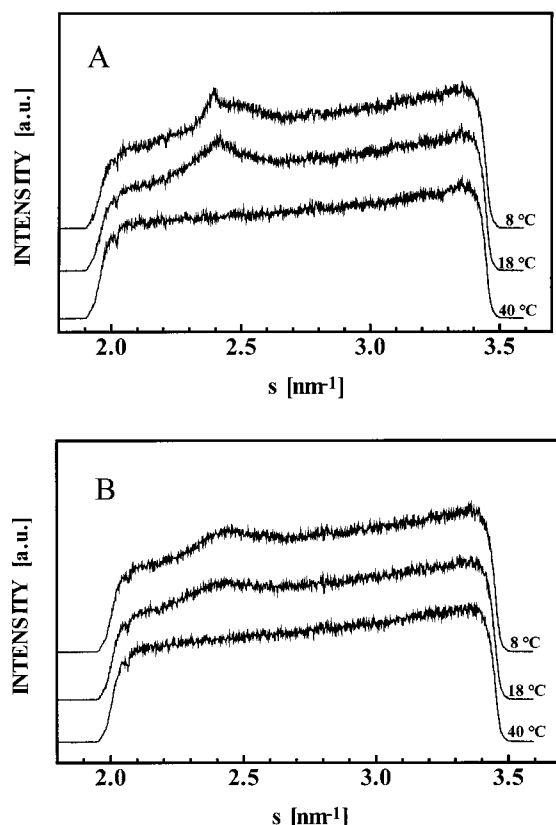 A
INTENSITY [a.u.]
8 °C
18 °C
40 °C
2.0 2.5 3.0 3.5
s [nm-1]
B
INTENSITY [a.u.]
8 °C
18 °C
40 °C
2.0 2.5 3.0 3.5
s [nm-1]